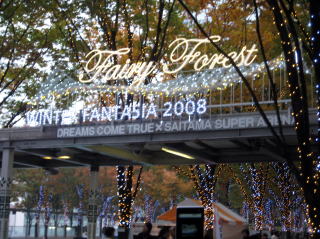 Fairy Forest
WINTER FANTASIA 2008
DREAMS COME TRUE×SAITAMA SUPER ARENA